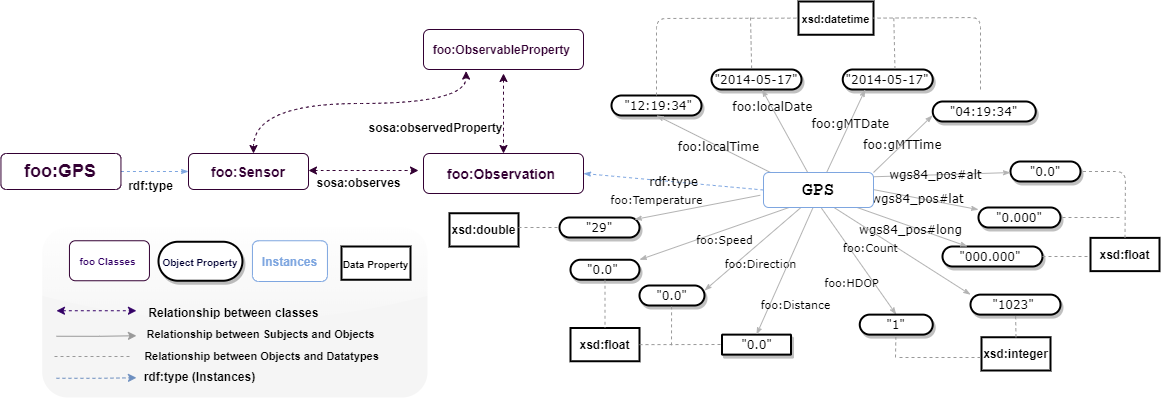 xsd:datetime
foo:ObservableProperty
"2014-05-17"
"2014-05-17"
"12:19:34"
foo:localDate
"04:19:34"
sosa:observedProperty
foo:gMTDate
foo:localTime
foo:gMTTime
foo:GPS
rdf:type
foo:Sensor
sosa:observes
foo:Observation
rdf:type
GPS
wgs84_pos#alt
"0.0"
foo:Temperature
wgs84_pos#lat
"0.000"
xsd:double
"29"
wgs84_pos#long
foo:Speed
foo:Count
"000.000"
xsd:float
foo Classes
Object Property
Instances
Data Property
"0.0"
foo:Direction
foo:HDOP
"0.0"
foo:Distance
"1023"
Relationship between classes
"1"
Relationship between Subjects and Objects
xsd:float
"0.0"
xsd:integer
Relationship between Objects and Datatypes
rdf:type (Instances)